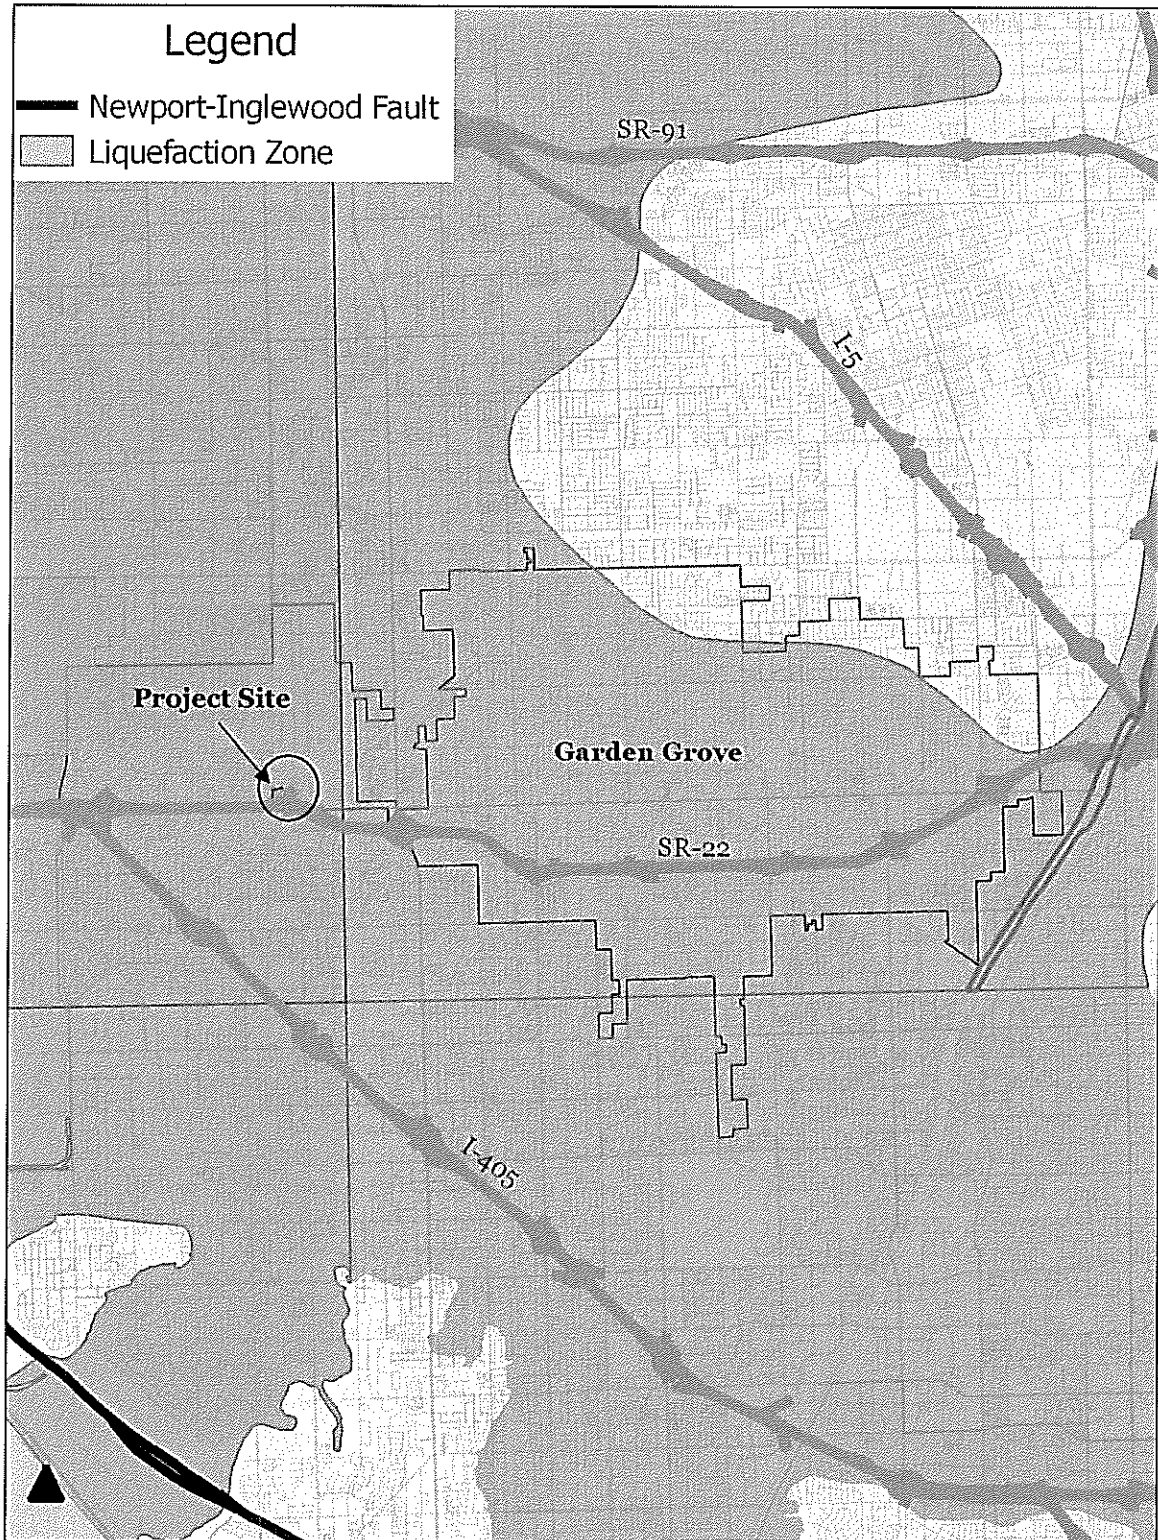 Legend
Newport-Inglewood Fault
Liquefaction Zone
SR-91
I-5
Project Site
Garden Grove
SR-22
I-405